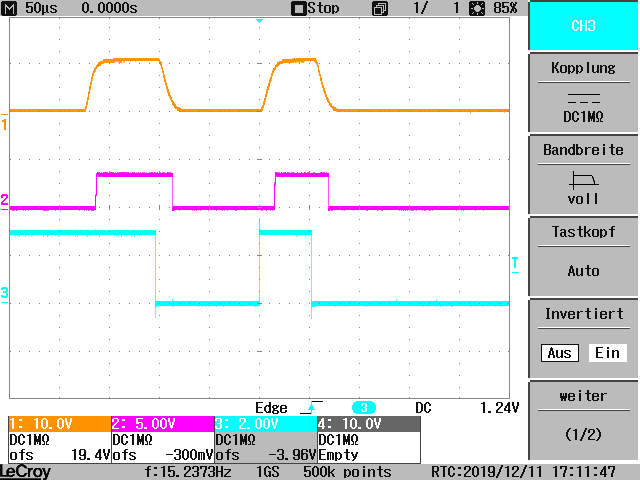 M 50µs 0.0000s Stop 1/ 1 85%
CH3
Kopplung
DC1MΩ
Bandbreite
voll
Tastkopf
Auto
Invertiert
Aus Ein
weiter
(1/2)
1
2
T
3
Edge 3 DC 1.24V
1: 10.0V 2: 5.00V 3: 2.00V 4: 10.0V
DC1MΩ DC1MΩ DC1MΩ DC1MΩ
ofs 19.4V ofs -300mV ofs -3.96V Empty
LeCroy f:15.2373Hz 1GS 500k points RTC:2019/12/11 17:11:47